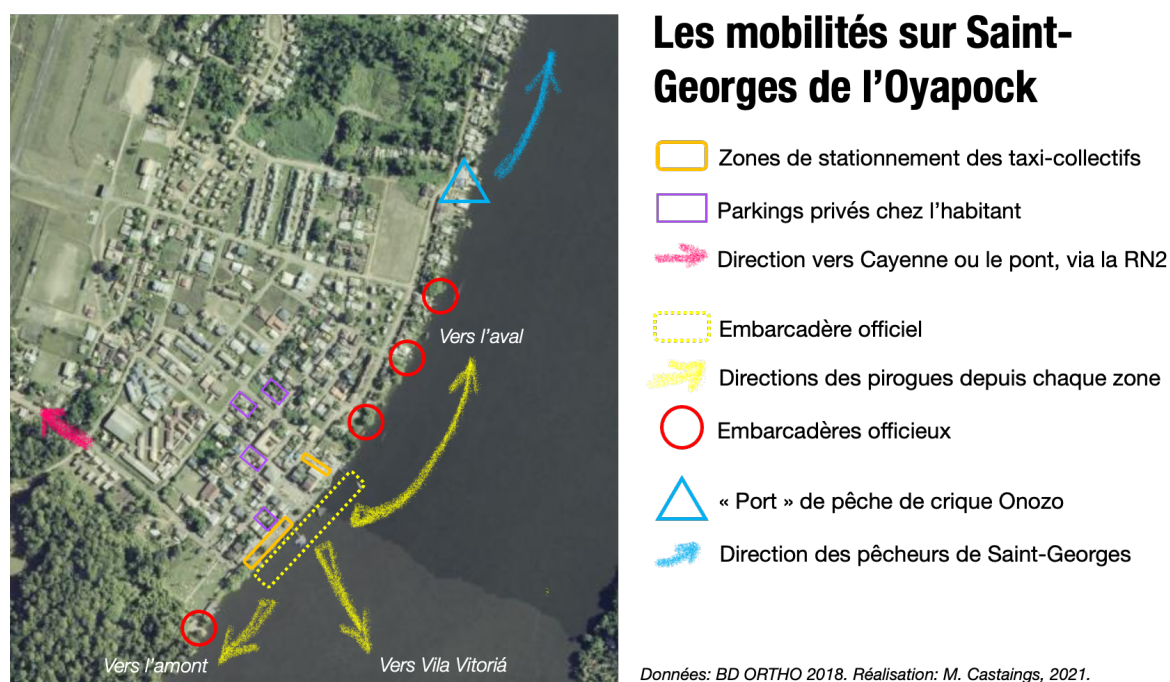 Les mobilités sur Saint-
Georges de l'Oyapock
Zones de stationnement des taxi-collectifs
Parkings privés chez l'habitant
Direction vers Cayenne ou le pont, via la RN2
Embarcadère officiel
Directions des pirogues depuis chaque zone
Embarcadères officieux
« Port » de pêche de crique Onozo
Direction des pêcheurs de Saint-Georges
Vers l'aval
Vers l'amont
Vers Vila Vitoriá
Données: BD ORTHO 2018. Réalisation: M. Castaings, 2021.